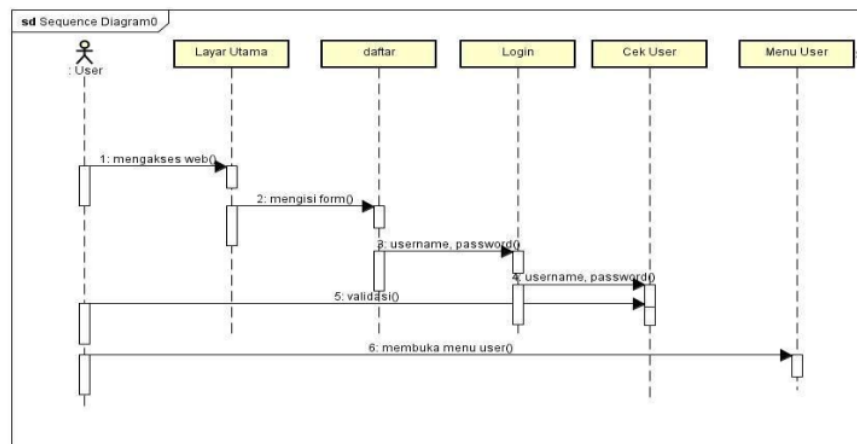 sd Sequence Diagram0
: User
Layar Utama
daftar
Login
Cek User
Menu User
1: mengakses web()
2: mengisi form()
3: username, password()
4: username, password()
5: validasi()
6: membuka menu user()